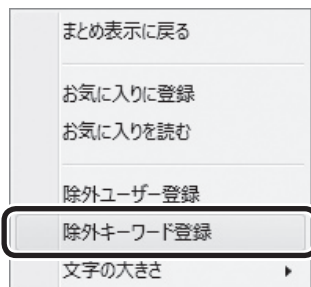 まとめ表示に戻る
お気に入りに登録
お気に入りを読む
除外ユーザー登録
除外キーワード登録
文字の大きさ